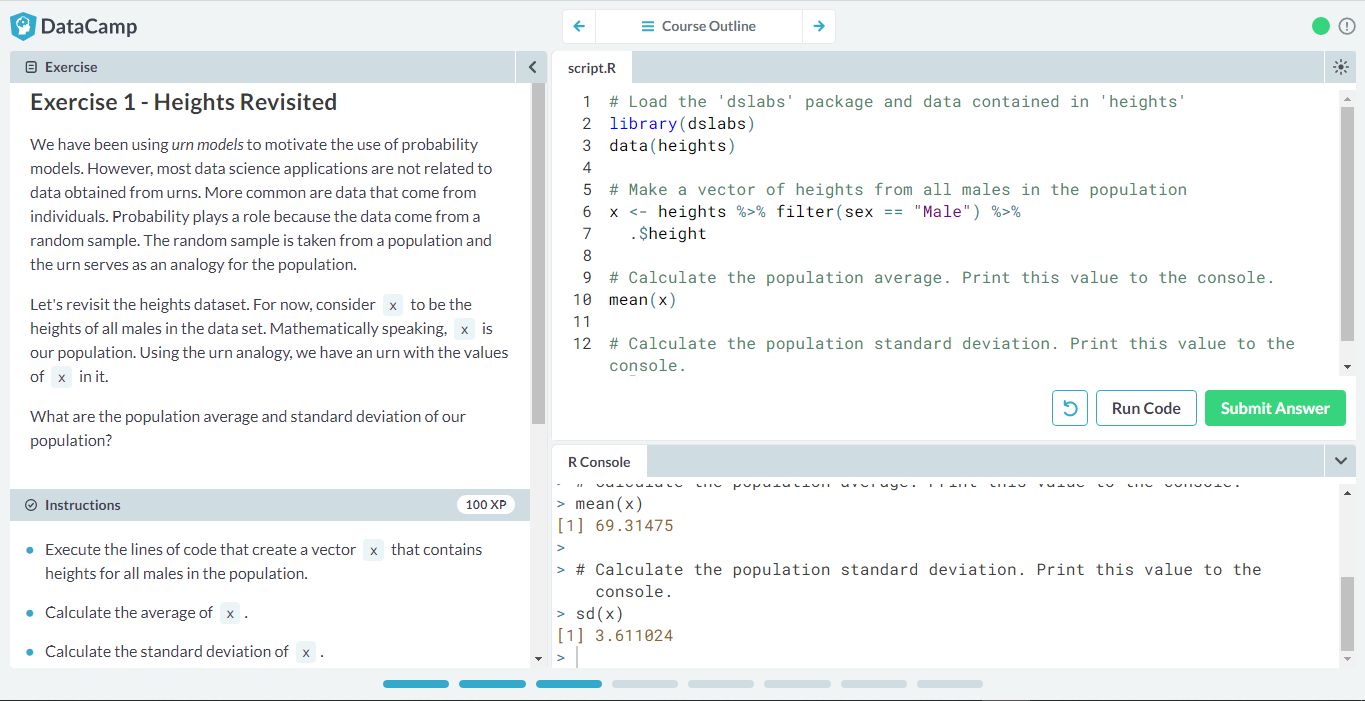 DataCamp
Course Outline
Exercise
Exercise 1 - Heights Revisited
We have been using urn models to motivate the use of probability
models. However, most data science applications are not related to
data obtained from urns. More common are data that come from
individuals. Probability plays a role because the data come from a
random sample. The random sample is taken from a population and
the urn serves as an analogy for the population.
Let's revisit the heights dataset. For now, consider x to be the
heights of all males in the data set. Mathematically speaking, x is
our population. Using the urn analogy, we have an urn with the values
of x in it.
What are the population average and standard deviation of our
population?
Instructions
100 XP
Execute the lines of code that create a vector x that contains
heights for all males in the population.
Calculate the average of x .
Calculate the standard deviation of x .
script.R
1 # Load the 'dslabs' package and data contained in 'heights'
2 library(dslabs)
3 data(heights)
4
5 # Make a vector of heights from all males in the population
6 x <- heights %>% filter(sex == "Male") %>%
7 .$height
8
9 # Calculate the population average. Print this value to the console.
10 mean(x)
11
12 # Calculate the population standard deviation. Print this value to the
console.
Run Code
Submit Answer
R Console
> # Calculate the population average. Print this value to the console.
> mean(x)
[1] 69.31475
>
> # Calculate the population standard deviation. Print this value to the
console.
> sd(x)
[1] 3.611024
>